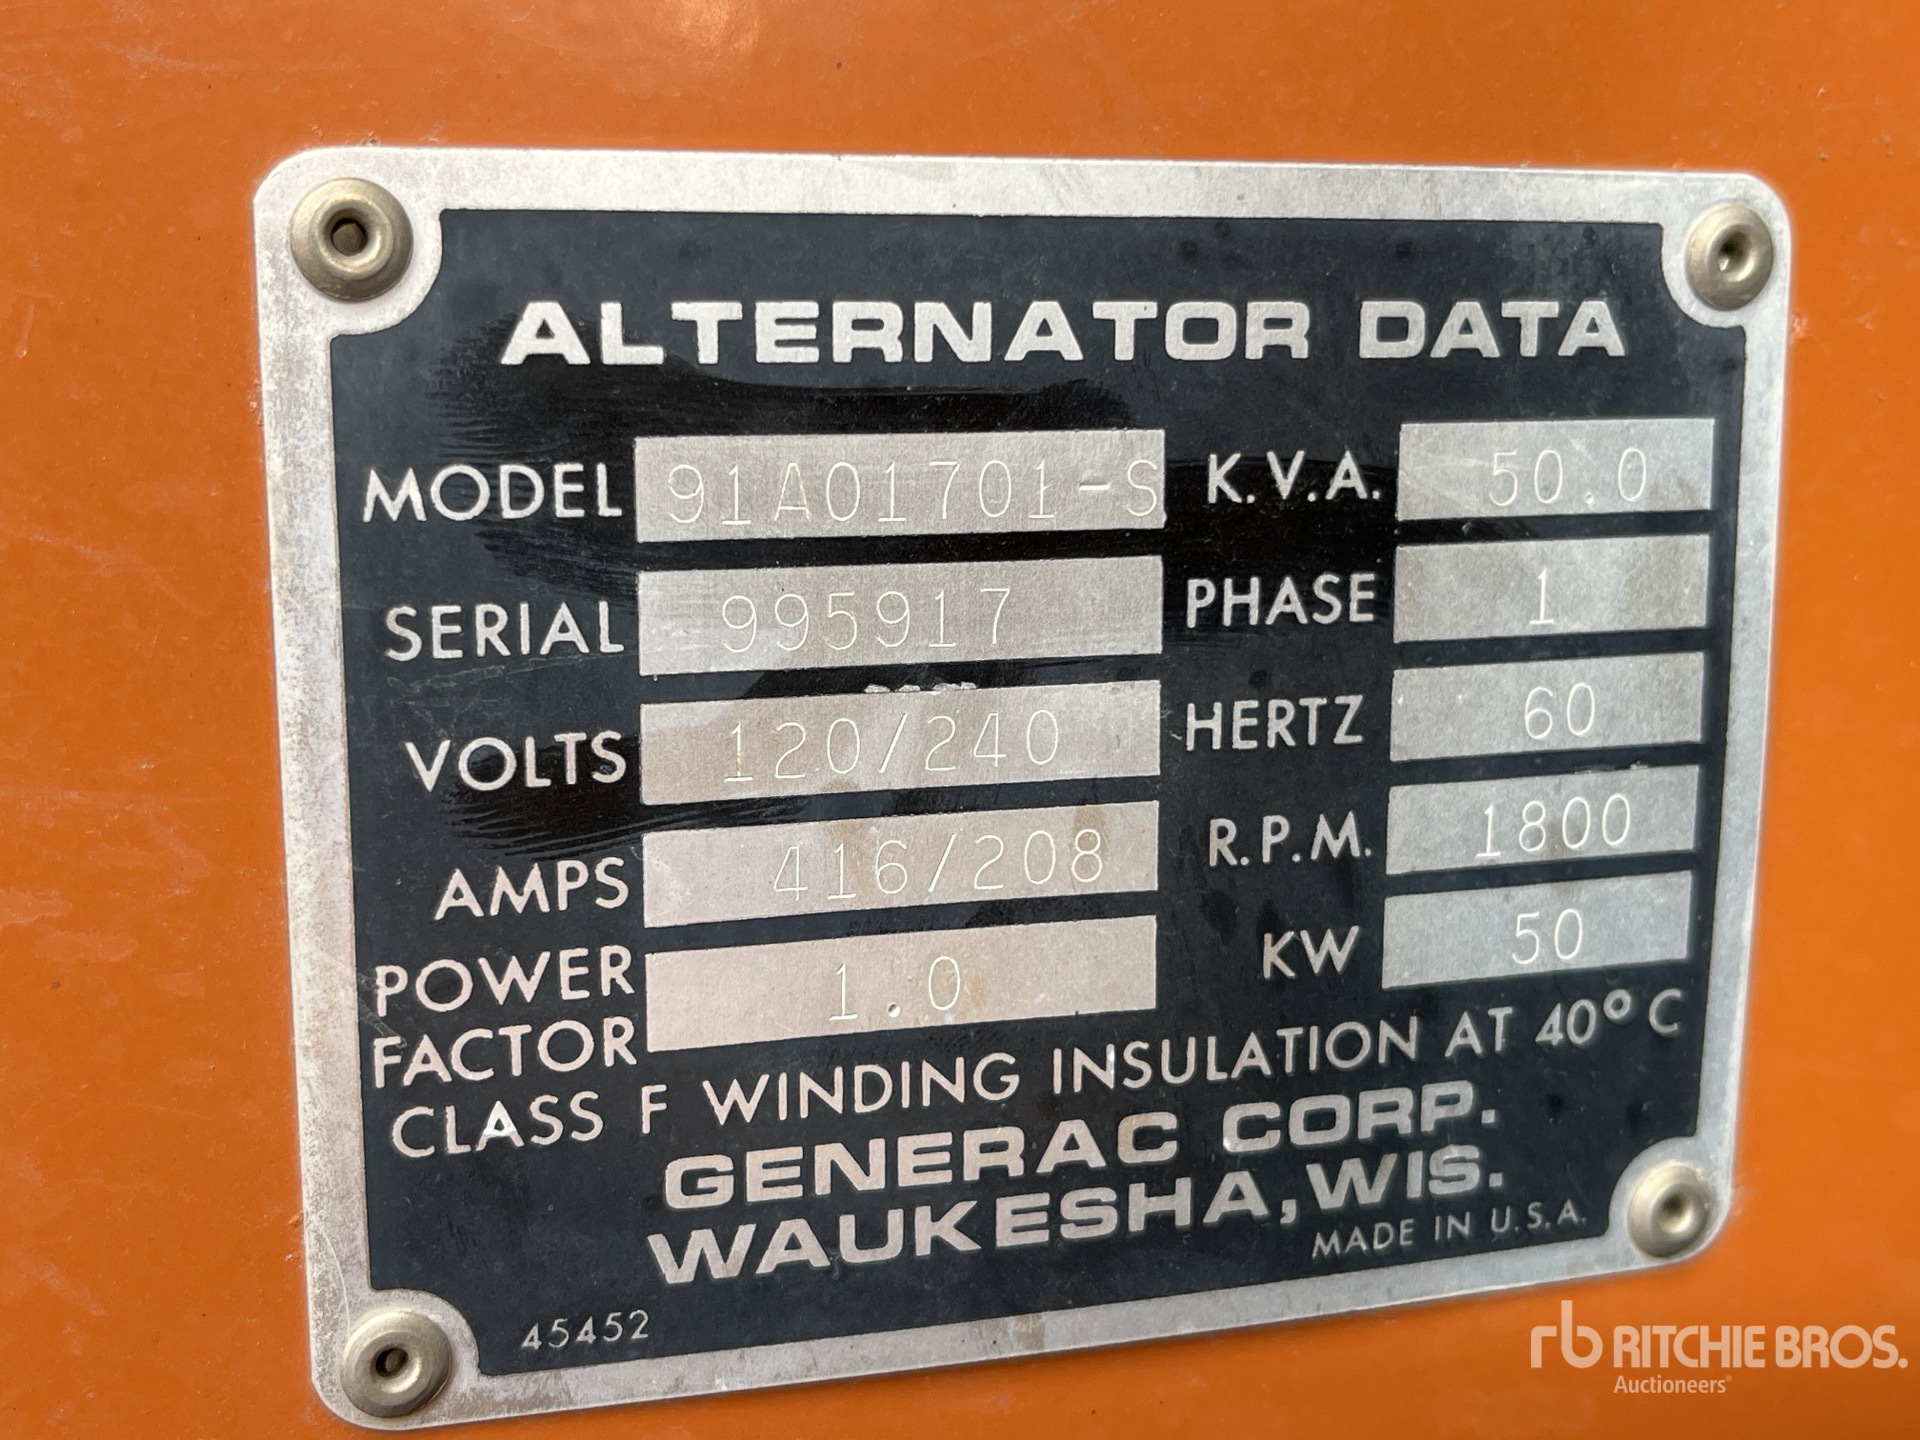 ALTERNATOR DATA
MODEL 91A01701-S K.V.A. 50.0
SERIAL 995917 PHASE 1
VOLTS 120/240 HERTZ 60
AMPS 416/208 R.P.M. 1800
POWER FACTOR 1.0 KW 50
CLASS F WINDING INSULATION AT 40°C
GENERAC CORP.
WAUKESHA, WIS.
MADE IN U.S.A.
45452
rb RITCHIE BROS.
Auctioneers